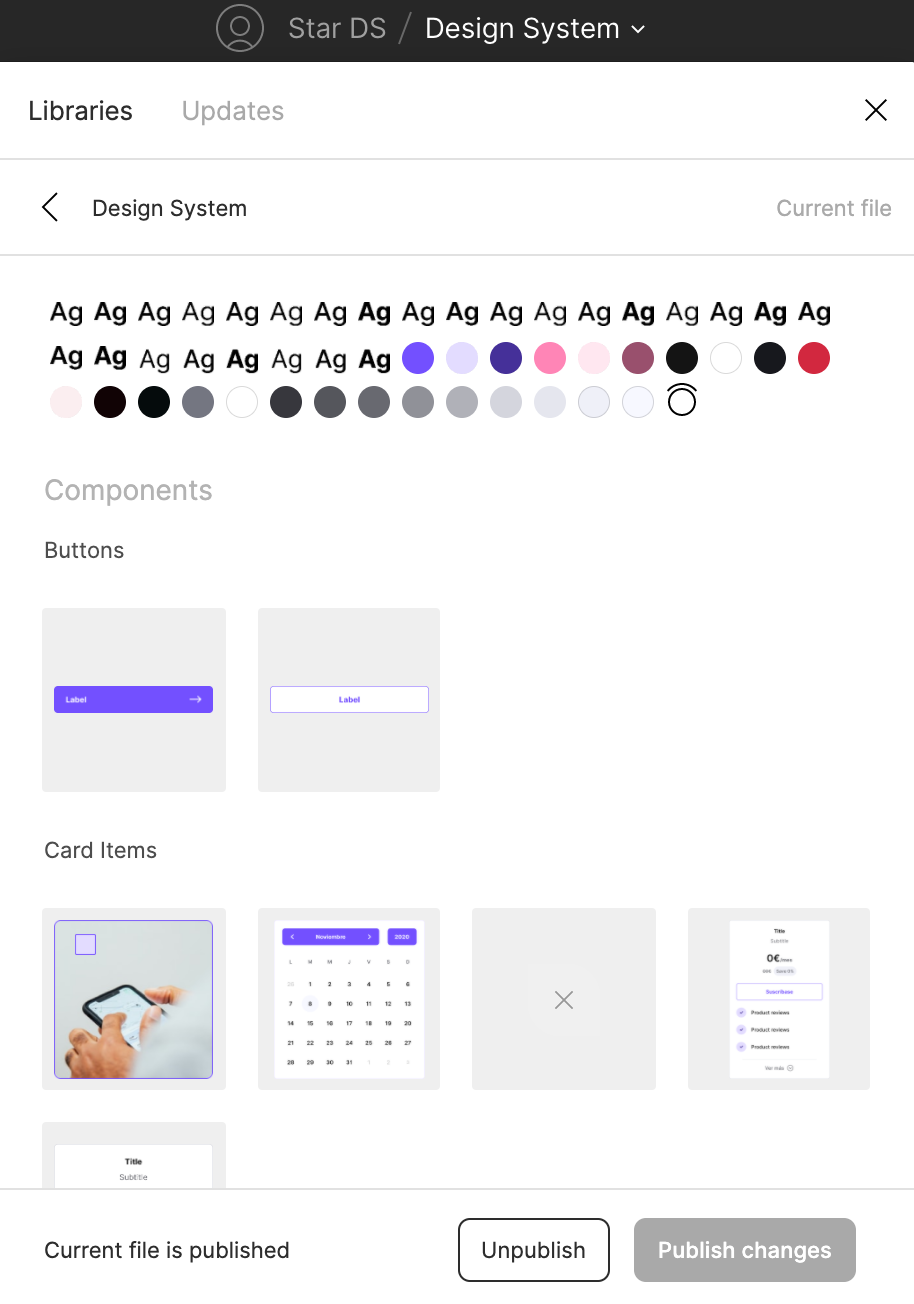 Star DS / Design System
Libraries Updates
Design System Current file
Ag Ag Ag Ag Ag Ag Ag Ag Ag Ag Ag Ag Ag Ag Ag Ag Ag Ag
Ag Ag Ag Ag Ag Ag Ag Ag
Components
Buttons
Label
Label
Card Items
Noviembre 2020
L M M J V S D
30 1 2 3 4 5 6
7 8 9 10 11 12 13
14 15 16 17 18 19 20
21 22 23 24 25 26 27
28 29 30 31 1 2 3
Title
Subtitle
0€/mes
Save 0%
Suscribase
Product reviews
Product reviews
Product reviews
Ver más
Title
Subtitle
Current file is published Unpublish Publish changes